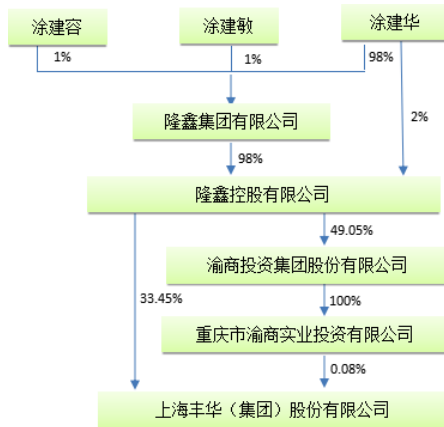 涂建容
涂建敏
涂建华
1%
1%
98%
隆鑫集团有限公司
2%
98%
隆鑫控股有限公司
49.05%
渝商投资集团股份有限公司
33.45%
100%
重庆市渝商实业投资有限公司
0.08%
上海丰华（集团）股份有限公司